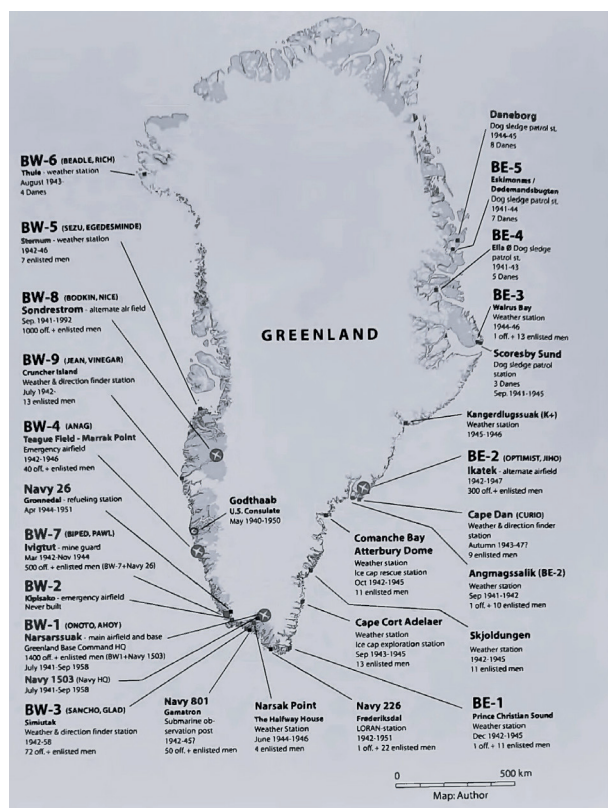 BW-6 (BEADLE, RICH)
Thule - weather station
August 1943-
4 Danes
BW-5 (SEZU, EGEDESMINDE)
Sternum - weather station
1942-46
7 enlisted men
BW-8 (BODKIN, NICE)
Sondrestrom - alternate air field
Sep. 1941-1992
1000 off. + enlisted men
BW-9 (JEAN, VINEGAR)
Cruncher Island
Weather & direction finder station
July 1942-
13 enlisted men
BW-4 (ANAG)
Teague Field - Marrak Point
Emergency airfield
1942-1946
40 off. + enlisted men
Navy 26
Gronnedal - refueling station
Apr 1944-1951
BW-7 (BIPED, PAWL)
Ivigtut - mine guard
Mar 1942-Nov 1944
500 off. + enlisted men (BW-7+Navy 26)
BW-2
Kipisako - emergency airfield
Never built
BW-1 (ONOTO, AHOY)
Narsarssuak - main airfield and base
Greenland Base Command HQ
1400 off. + enlisted men (BW1+Navy 1503)
July 1941-Sep 1958
Navy 1503 (Navy HQ)
July 1941-Sep 1958
BW-3 (SANCHO, GLAD)
Simiutak
Weather & direction finder station
1942-58
72 off. + enlisted men
GREENLAND
Godthaab
U.S. Consulate
May 1940-1950
Navy 801
Gamatron
Submarine ob-
servation post
1942-45?
50 off. + enlisted men
Narsak Point
The Halfway House
Weather Station
June 1944-1946
4 enlisted men
Navy 226
Frederiksdal
LORAN-station
1942-1951
1 off. + 22 enlisted men
Comanche Bay
Atterbury Dome
Weather station
Ice cap rescue station
Oct 1942-1945
11 enlisted men
Cape Cort Adelaer
Weather station
Ice cap exploration station
Sep 1943-1945
13 enlisted men
Daneborg
Dog sledge patrol st.
1944-45
8 Danes
BE-5
Eskimonæs /
Dødemandsbugten
Dog sledge patrol st.
1941-44
7 Danes
BE-4
Ella Ø Dog sledge
patrol st.
1941-43
5 Danes
BE-3
Walrus Bay
Weather station
1944-46
1 off. + 13 enlisted men
Scoresby Sund
Dog sledge patrol
station
3 Danes
Sep. 1941-1945
Kangerdlugssuak (K+)
Weather station
1945-1946
BE-2 (OPTIMIST, JIHO)
Ikatek - alternate airfield
1942-1947
300 off. + enlisted men
Cape Dan (CURIO)
Weather & direction finder
station
Autumn 1943-47?
9 enlisted men
Angmagssalik (BE-2)
Weather station
Sep 1941-1942
1 off. + 10 enlisted men
Skjoldungen
Weather station
1942-1945
11 enlisted men
BE-1
Prince Christian Sound
Weather station
Dec 1942-1945
1 off. + 11 enlisted men
0 500 km
Map: Author